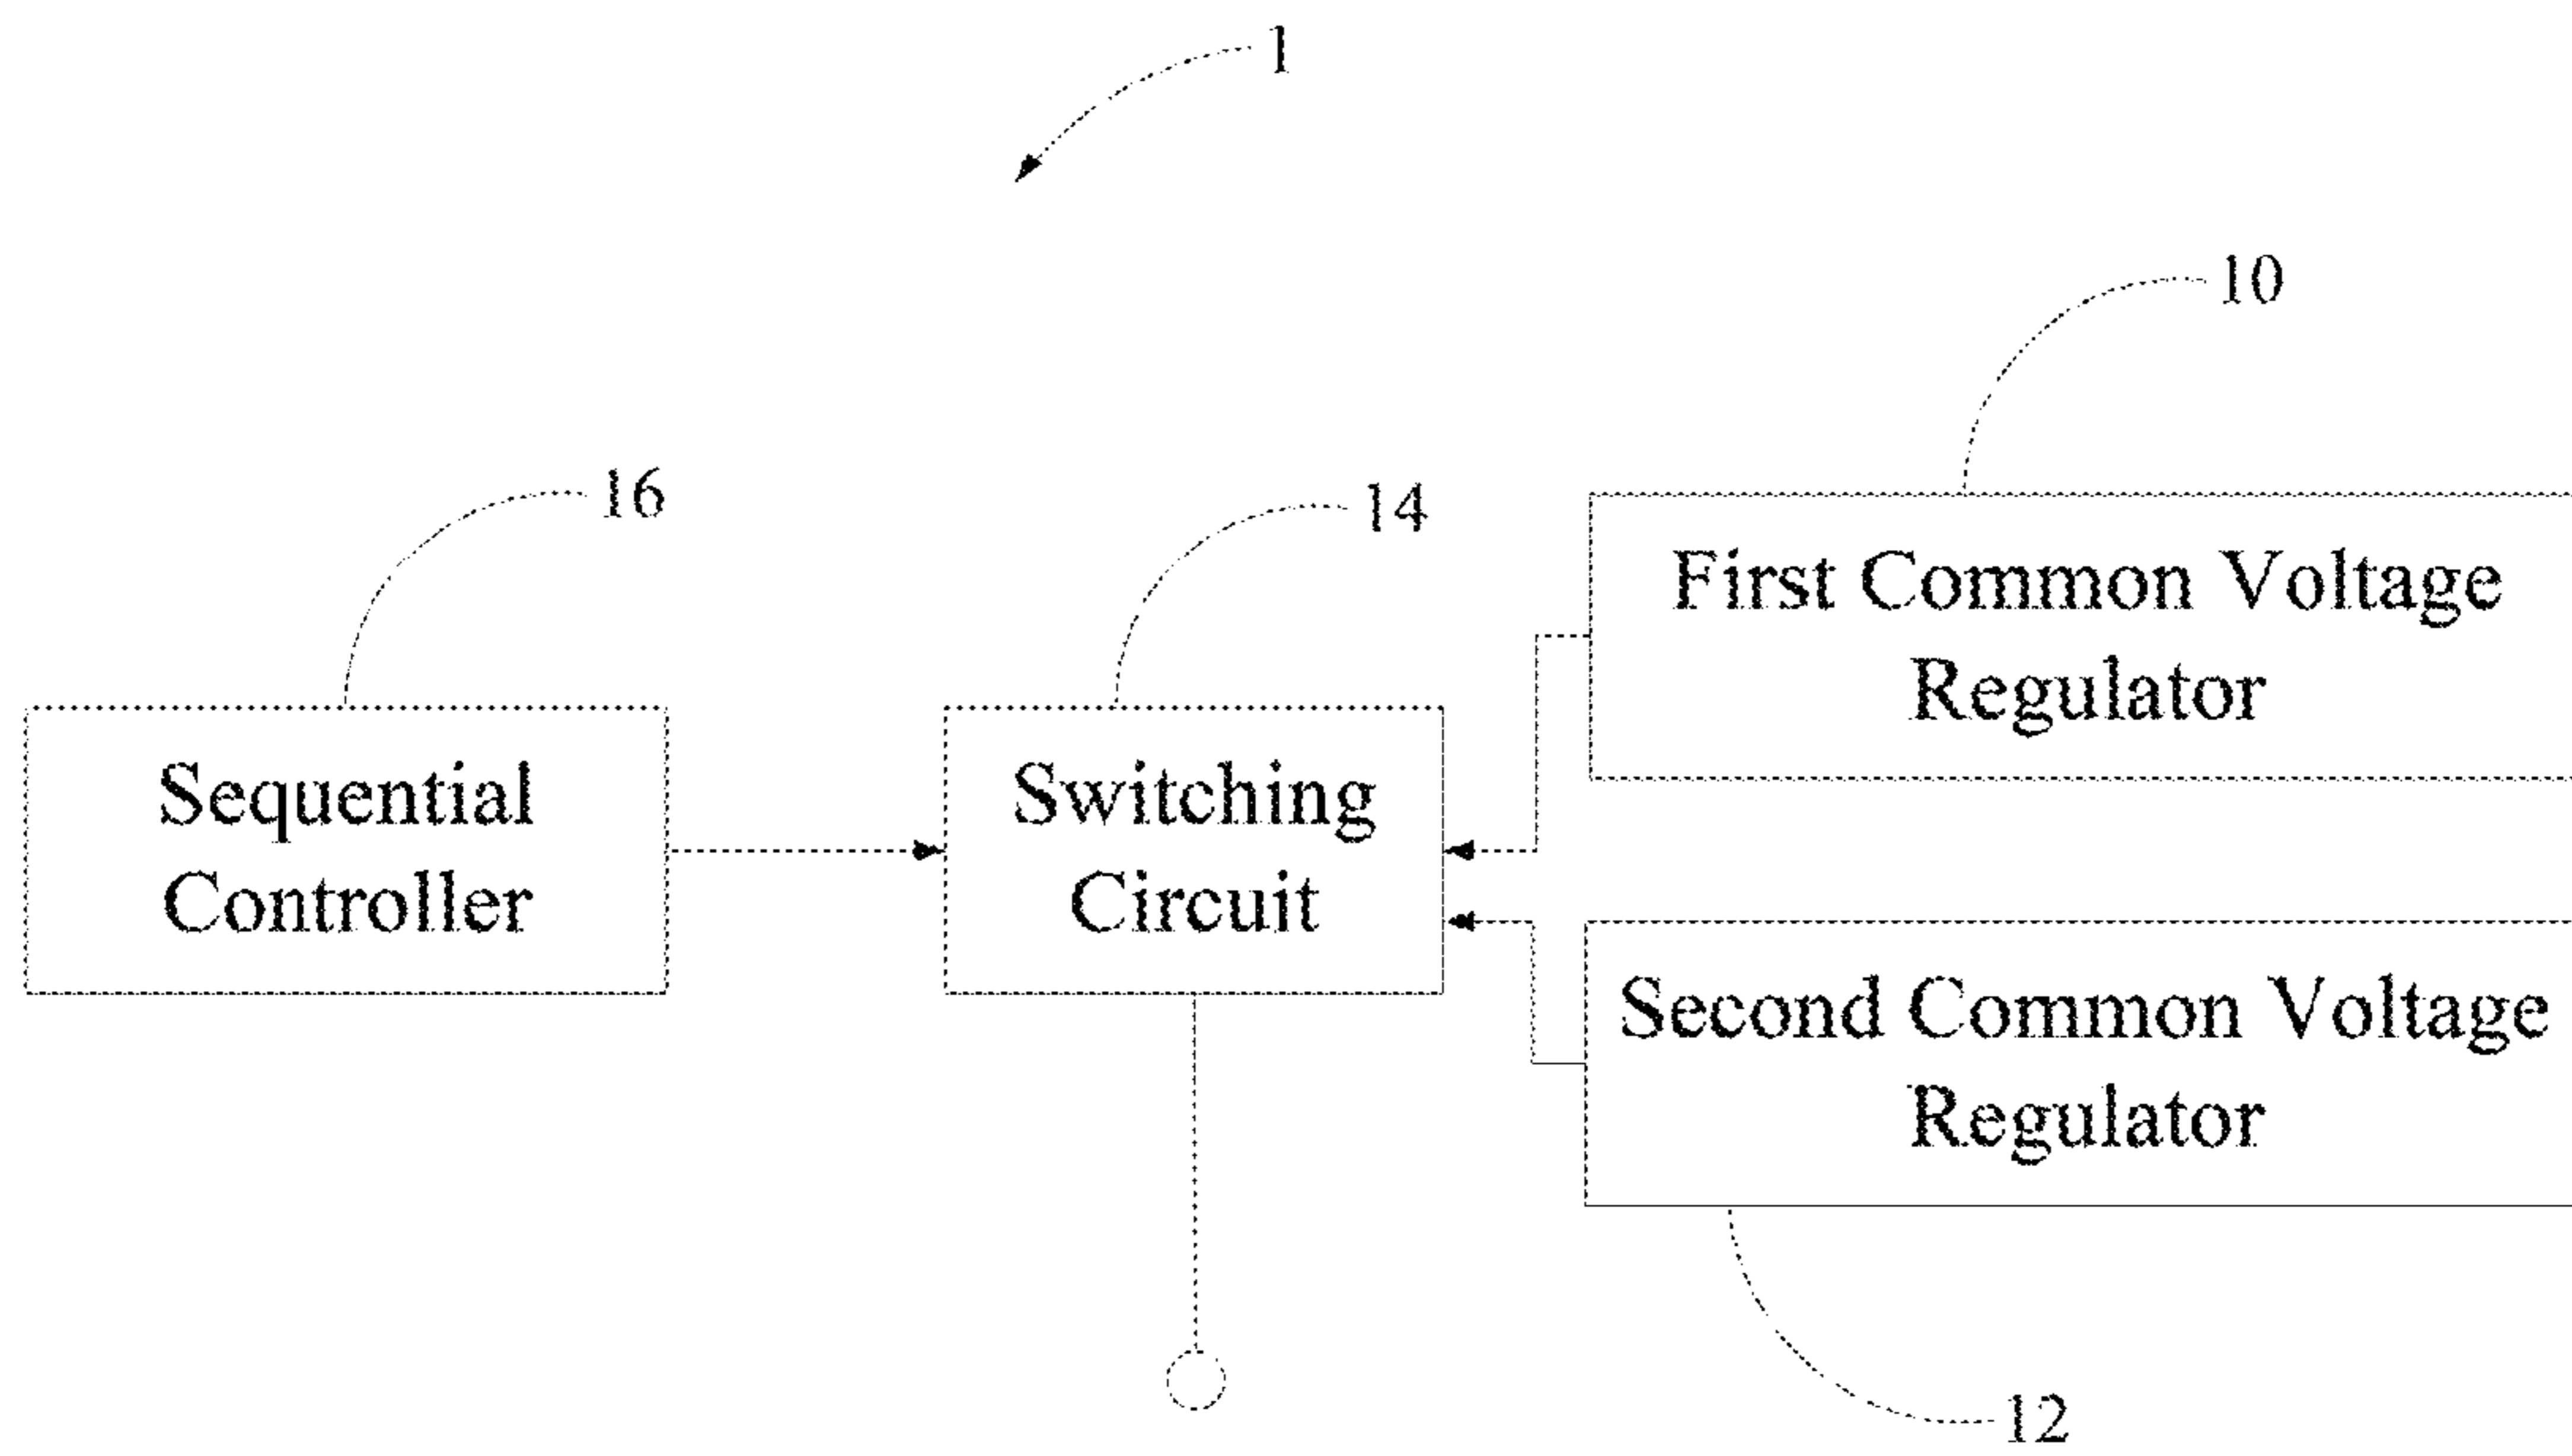 1
10
16
14
First Common Voltage
Regulator
Sequential
Controller
Switching
Circuit
Second Common Voltage
Regulator
12